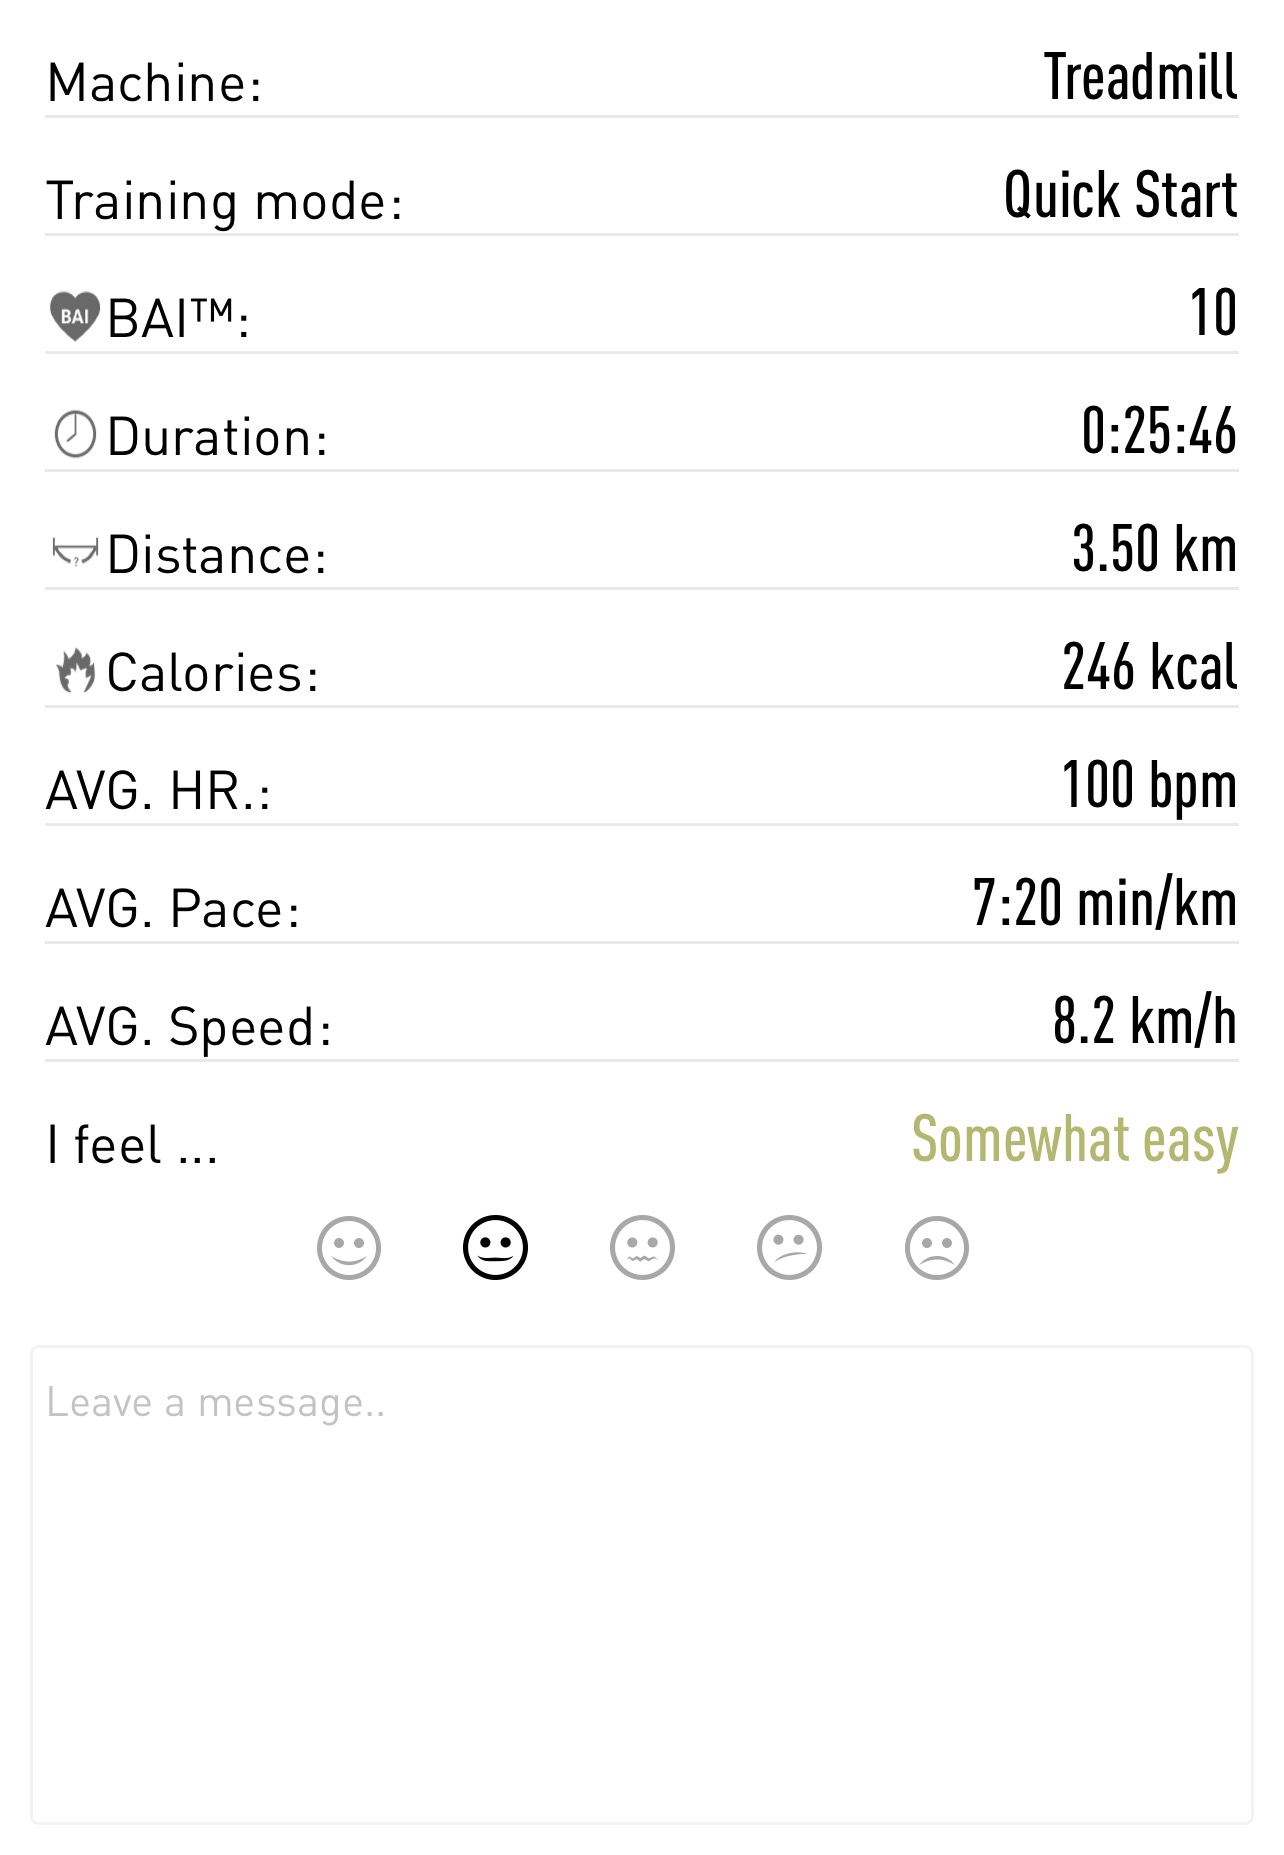 Machine: Treadmill
Training mode: Quick Start
BAI BAI™: 10
Duration: 0:25:46
? Distance: 3.50 km
Calories: 246 kcal
AVG. HR.: 100 bpm
AVG. Pace: 7:20 min/km
AVG. Speed: 8.2 km/h
I feel ... Somewhat easy
Leave a message..